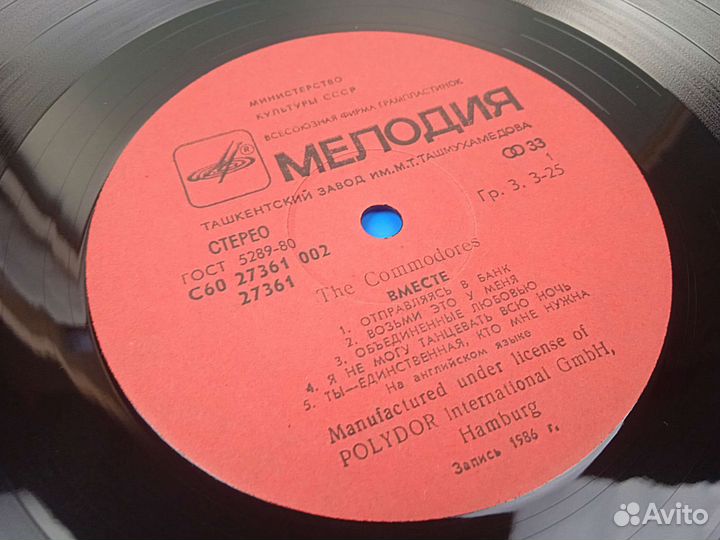 МИНИСТЕРСТВО
КУЛЬТУРЫ СССР
ВСЕСОЮЗНАЯ ФИРМА ГРАМПЛАСТИНОК
®
МЕЛОДИЯ
ТАШКЕНТСКИЙ ЗАВОД ИМ. М.Т. ТАШМУХАМЕДОВА
33
СТЕРЕО
1
ГОСТ 5289-80
Гр. 3. 3-25
С60 27361 002
27361
The Commodores
ВМЕСТЕ
1. ОТПРАВЛЯЯСЬ В БАНК
2. ВОЗЬМИ ЭТО У МЕНЯ
3. ОБЪЕДИНЕННЫЕ ЛЮБОВЬЮ
4. Я НЕ МОГУ ТАНЦЕВАТЬ ВСЮ НОЧЬ
5. ТЫ—ЕДИНСТВЕННАЯ, КТО МНЕ НУЖНА
На английском языке
Manufactured under license of
POLYDOR International GmbH,
Hamburg
Запись 1986 г.
Avito